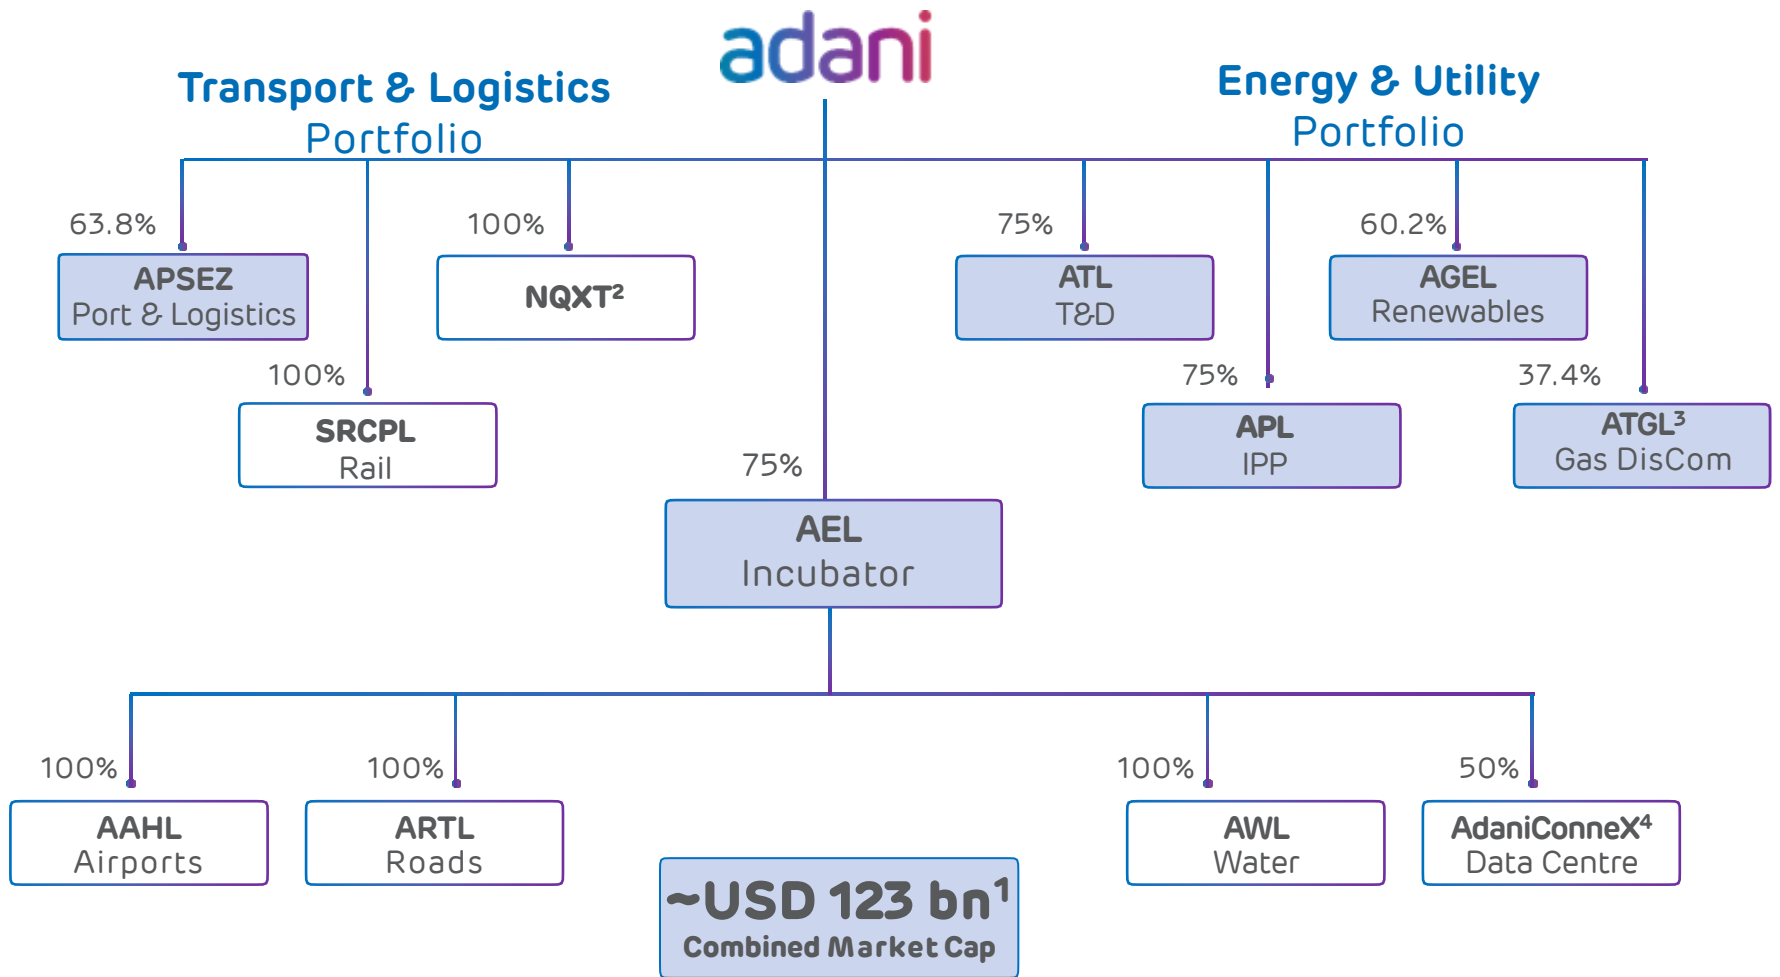 adani
Transport & Logistics
Portfolio
Energy & Utility
Portfolio
63.8%
APSEZ
Port & Logistics
100%
SRCPL
Rail
100%
NQXT²
75%
ATL
T&D
75%
APL
IPP
60.2%
AGEL
Renewables
37.4%
ATGL³
Gas DisCom
75%
AEL
Incubator
100%
AAHL
Airports
100%
ARTL
Roads
100%
AWL
Water
50%
AdaniConneX⁴
Data Centre
~USD 123 bn¹
Combined Market Cap